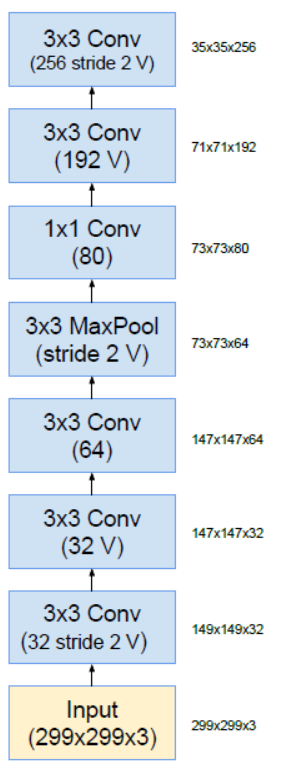 3x3 Conv
(256 stride 2 V)
35x35x256
3x3 Conv
(192 V)
71x71x192
1x1 Conv
(80)
73x73x80
3x3 MaxPool
(stride 2 V)
73x73x64
3x3 Conv
(64)
147x147x64
3x3 Conv
(32 V)
147x147x32
3x3 Conv
(32 stride 2 V)
149x149x32
Input
(299x299x3)
299x299x3